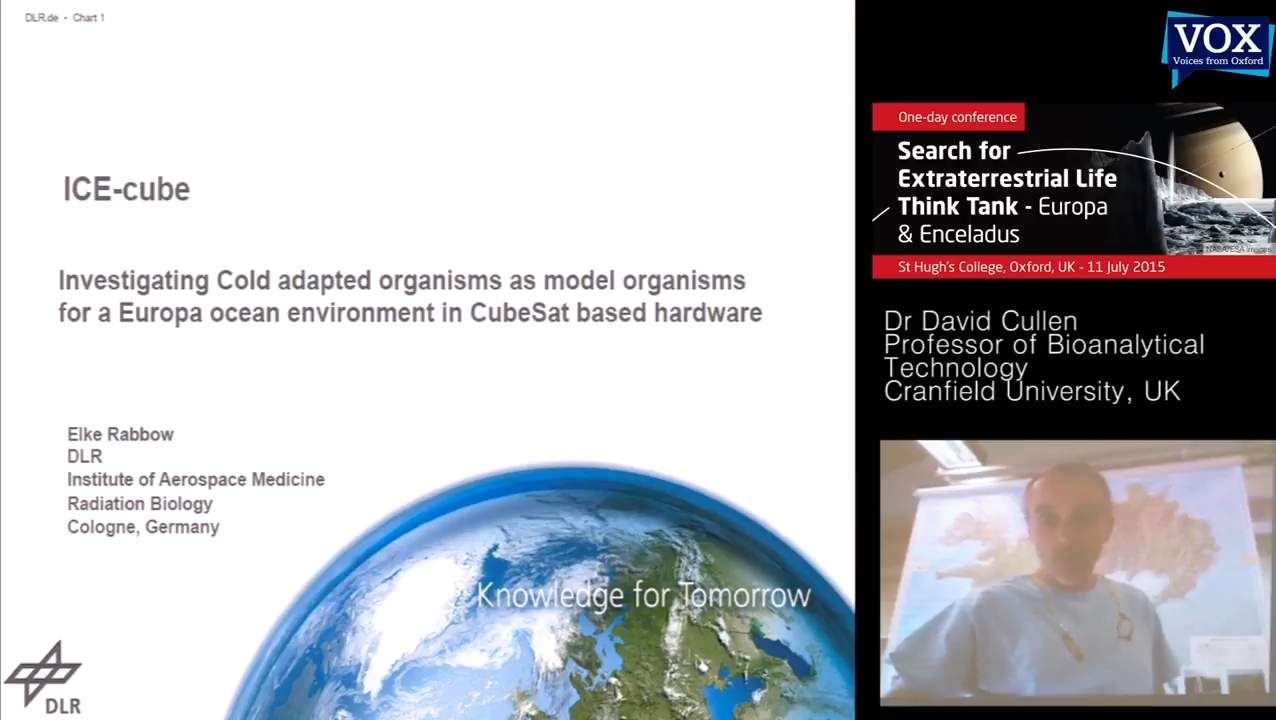 DLR.de • Chart 1
ICE-cube
Investigating Cold adapted organisms as model organisms
for a Europa ocean environment in CubeSat based hardware
Elke Rabbow
DLR
Institute of Aerospace Medicine
Radiation Biology
Cologne, Germany
Knowledge for Tomorrow
DLR
VOX
Voices from Oxford
One-day conference
Search for
Extraterrestrial Life
Think Tank - Europa
& Enceladus
NASA/ESA images
St Hugh's College, Oxford, UK - 11 July 2015
Dr David Cullen
Professor of Bioanalytical
Technology
Cranfield University, UK